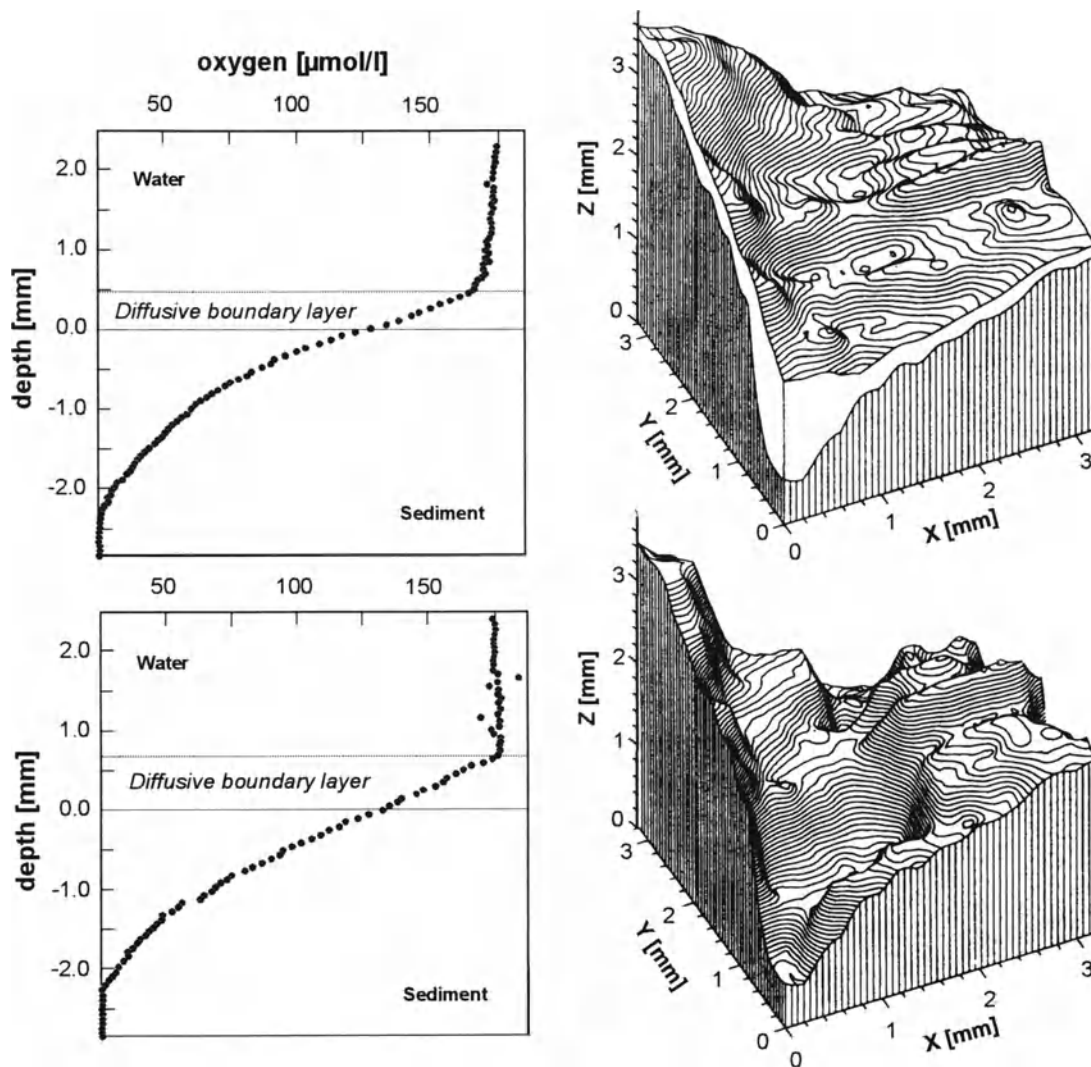 oxygen [µmol/l]
50 100 150
depth [mm]
2.0
1.0
0.0
-1.0
-2.0
Water
Diffusive boundary layer
Sediment
Z [mm]
3
2
1
0
Y [mm]
3
2
1
0
X [mm]
0
1
2
3
50 100 150
depth [mm]
2.0
1.0
0.0
-1.0
-2.0
Water
Diffusive boundary layer
Sediment
Z [mm]
3
2
1
0
Y [mm]
3
2
1
0
X [mm]
0
1
2
3